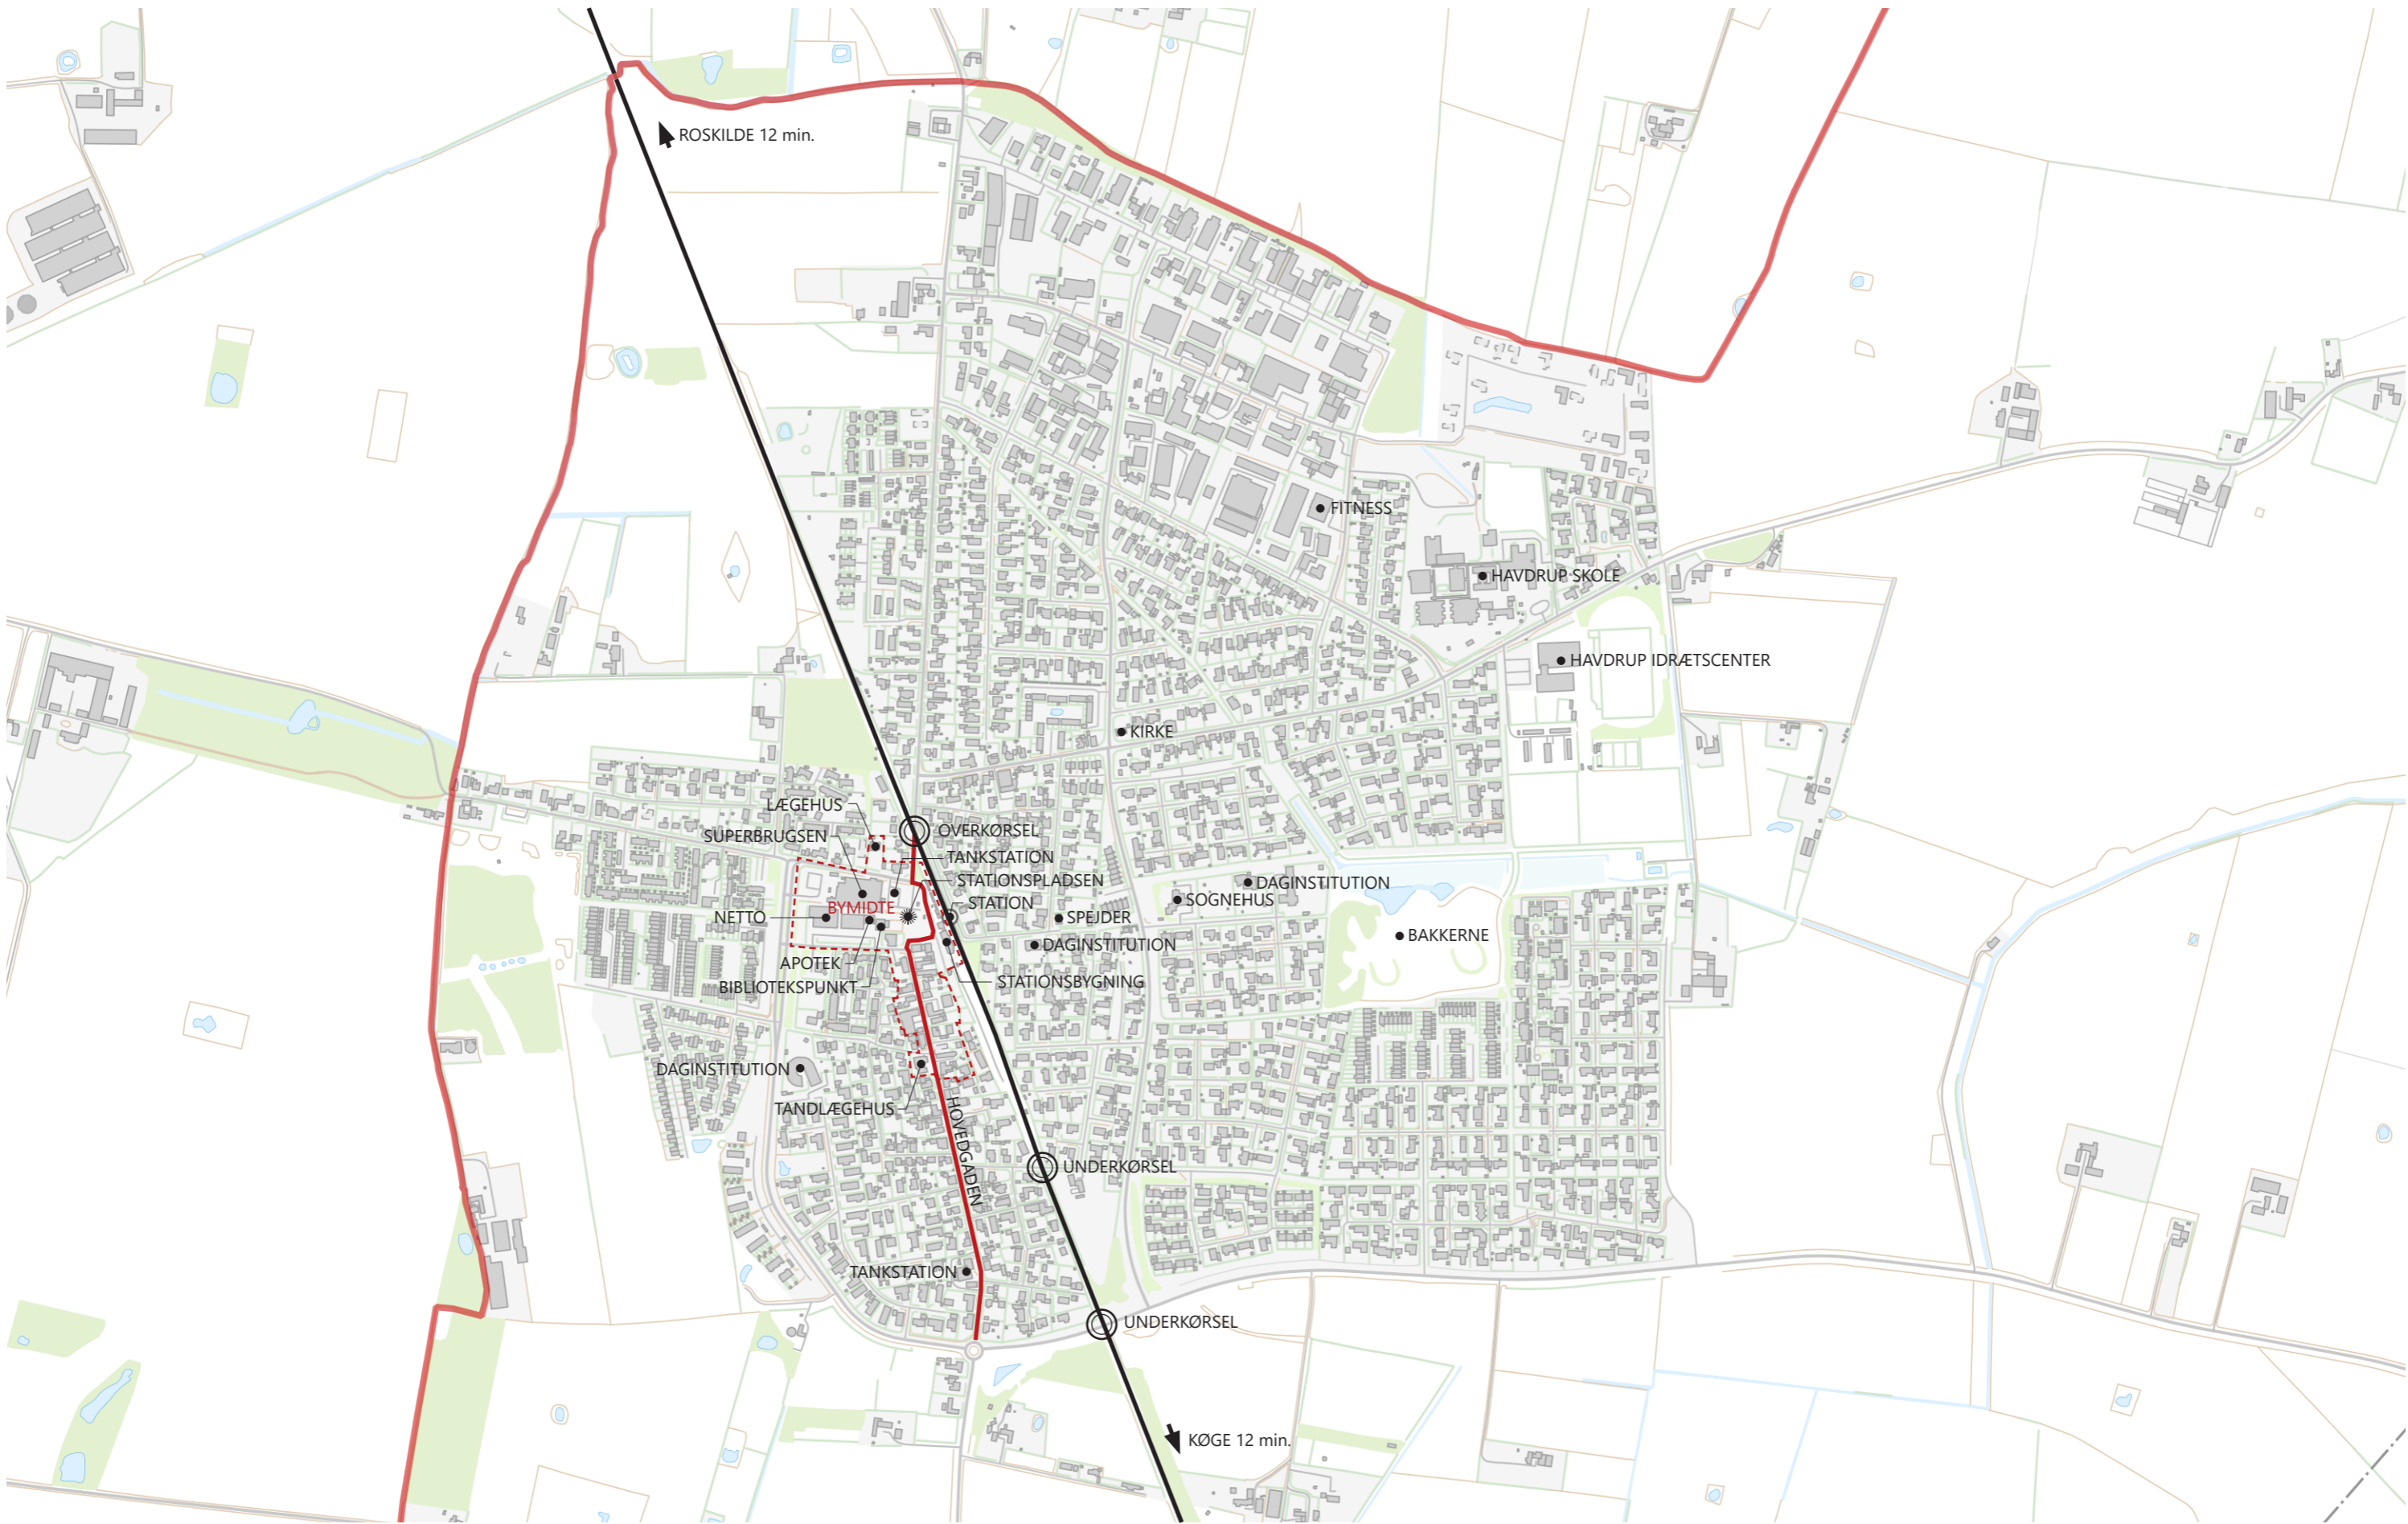 ROSKILDE 12 min.
FITNESS
HAVDRUP SKOLE
HAVDRUP IDRÆTSCENTER
KIRKE
LÆGEHUS
OVERKØRSEL
SUPERBRUGSEN
TANKSTATION
STATIONSPLADSEN
DAGINSTITUTION
STATION
SOGNEHUS
BYMIDTE
NETTO
SPEJDER
BAKKERNE
DAGINSTITUTION
APOTEK
STATIONSBYGNING
BIBLIOTEKSPUNKT
DAGINSTITUTION
TANDLÆGEHUS
HOVEDGADEN
UNDERKØRSEL
TANKSTATION
UNDERKØRSEL
KØGE 12 min.